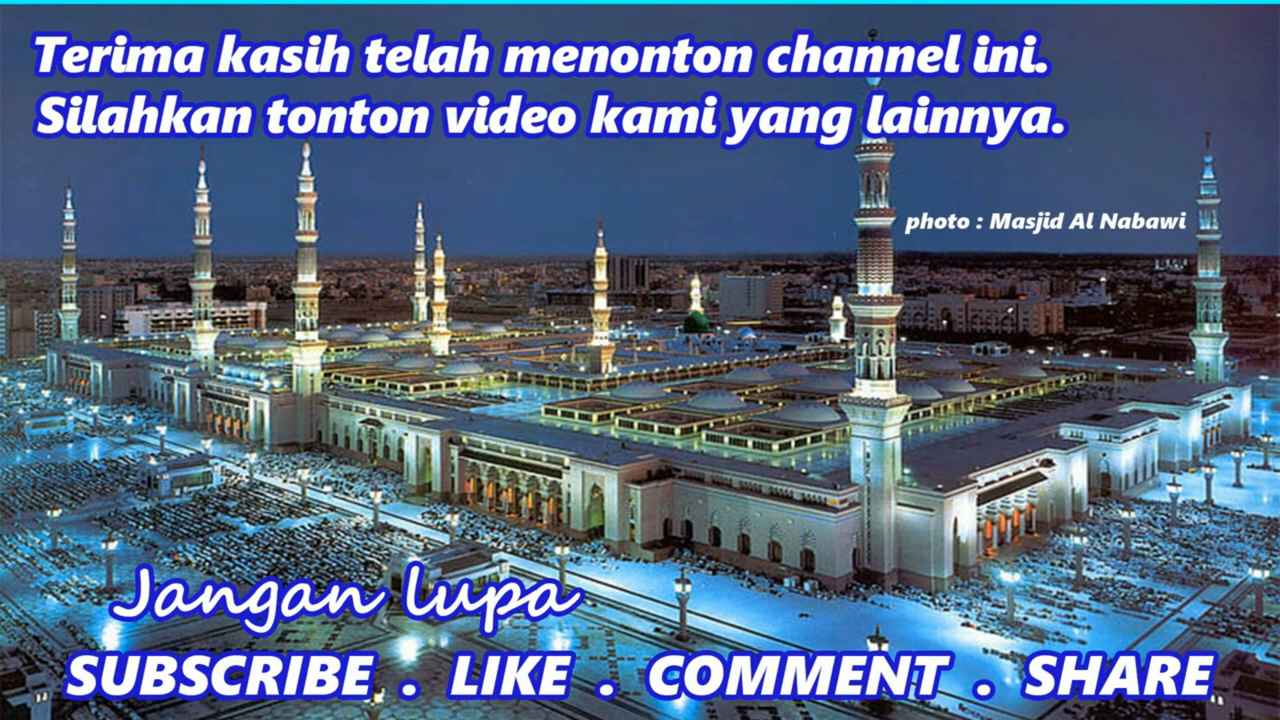 Terima kasih telah menonton channel ini.
Silahkan tonton video kami yang lainnya.
photo : Masjid Al Nabawi
Jangan lupa
SUBSCRIBE . LIKE . COMMENT . SHARE